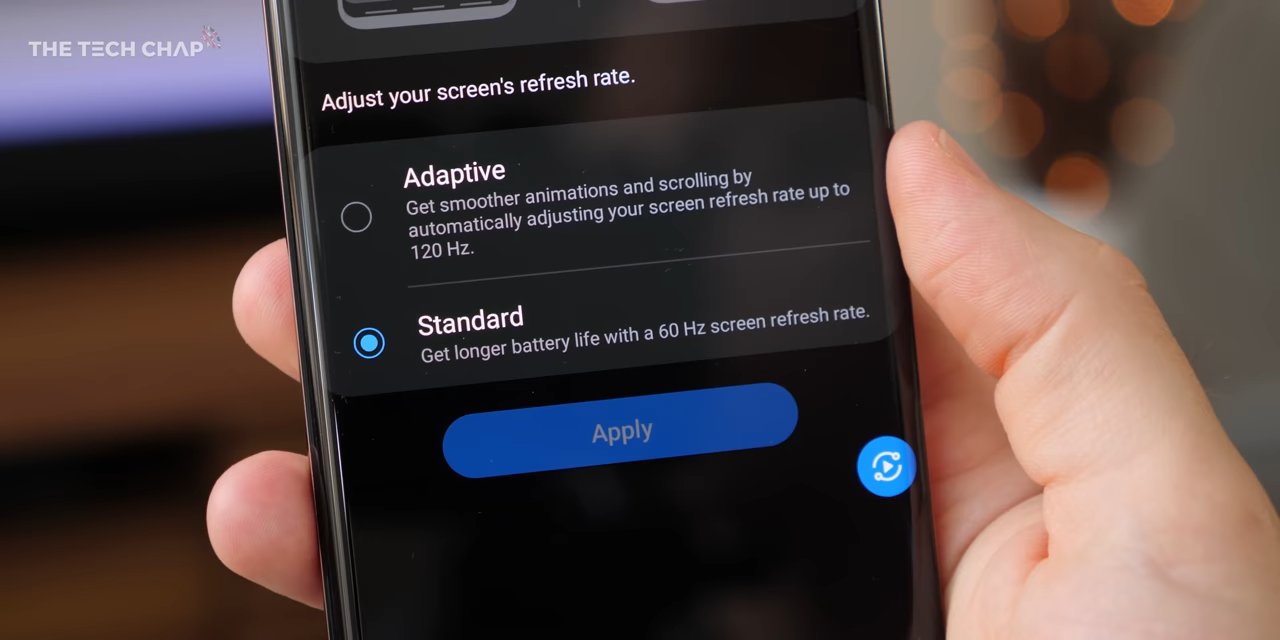 THE TECH CHAP
Adjust your screen's refresh rate.
Adaptive
Get smoother animations and scrolling by
automatically adjusting your screen refresh rate up to
120 Hz.
Standard
Get longer battery life with a 60 Hz screen refresh rate.
Apply